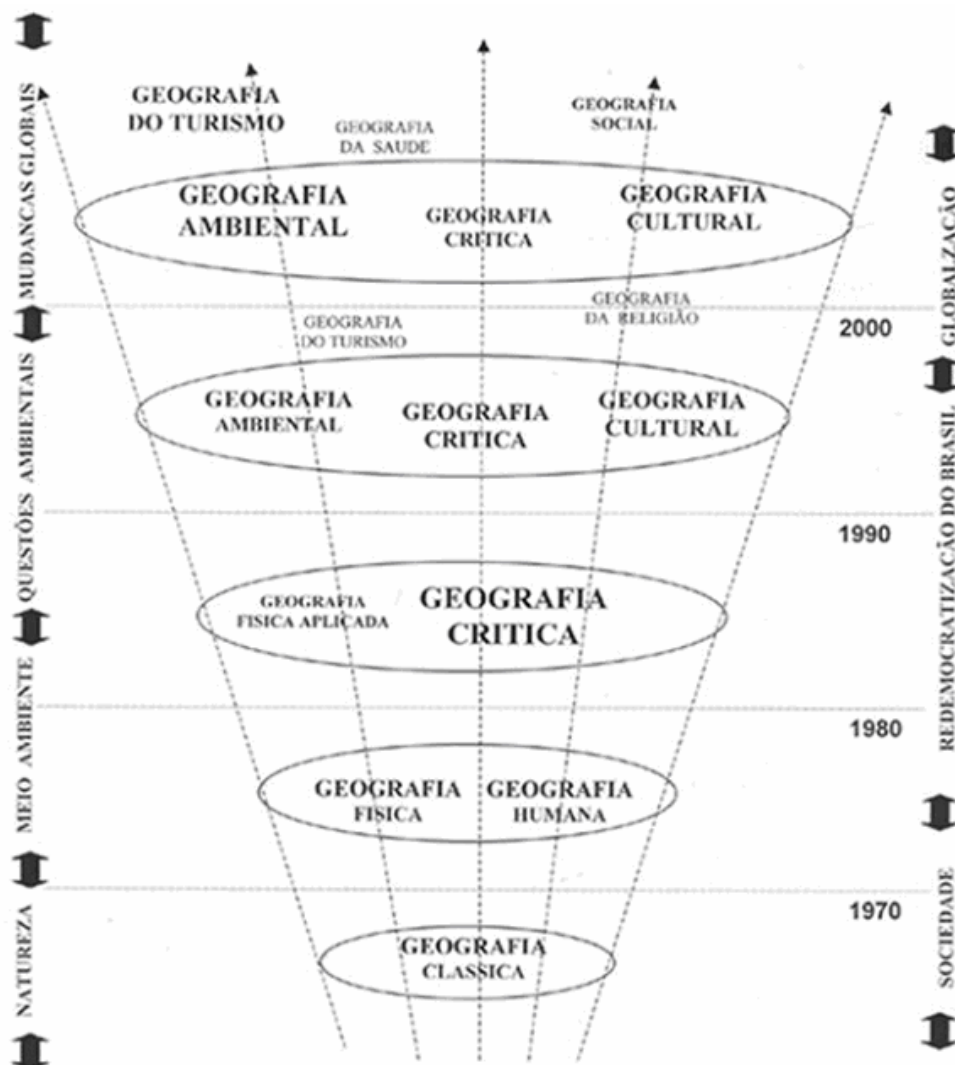 GEOGRAFIA
DO TURISMO
GEOGRAFIA
DA SAUDE
GEOGRAFIA
SOCIAL
GEOGRAFIA
AMBIENTAL
GEOGRAFIA
CRITICA
GEOGRAFIA
CULTURAL
GEOGRAFIA
DA RELIGIÃO
2000
GEOGRAFIA
DO TURISMO
GEOGRAFIA
AMBIENTAL
GEOGRAFIA
CRITICA
GEOGRAFIA
CULTURAL
1990
GEOGRAFIA
FISICA APLICADA
GEOGRAFIA
CRITICA
1980
GEOGRAFIA
FISICA
GEOGRAFIA
HUMANA
1970
GEOGRAFIA
CLASSICA
MUDANCAS GLOBAIS
QUESTÕES AMBIENTAIS
MEIO AMBIENTE
NATUREZA
GLOBALZAÇÃO
REDEMOCRATIZAÇÃO DO BRASIL
SOCIEDADE